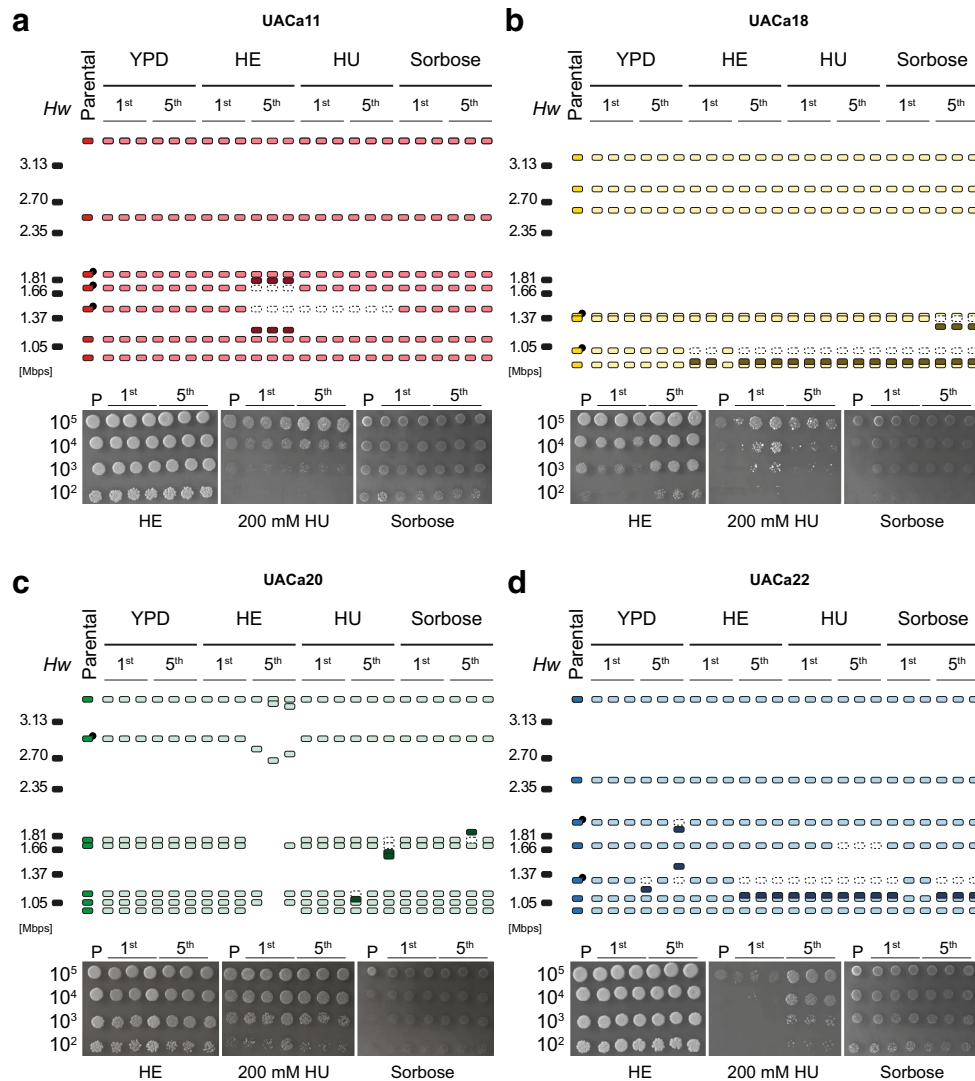 a
UACa11
YPD HE HU Sorbose
Parental
Hw
1st 5th 1st 5th 1st 5th 1st 5th
3.13
2.70
2.35
1.81
1.66
1.37
1.05
[Mbps]
P 1st 5th P 1st 5th P 1st 5th
10⁵
10⁴
10³
10²
HE 200 mM HU Sorbose
b
UACa18
YPD HE HU Sorbose
Parental
Hw
1st 5th 1st 5th 1st 5th 1st 5th
3.13
2.70
2.35
1.81
1.66
1.37
1.05
[Mbps]
P 1st 5th P 1st 5th P 1st 5th
10⁵
10⁴
10³
10²
HE 200 mM HU Sorbose
c
UACa20
YPD HE HU Sorbose
Parental
Hw
1st 5th 1st 5th 1st 5th 1st 5th
3.13
2.70
2.35
1.81
1.66
1.37
1.05
[Mbps]
P 1st 5th P 1st 5th P 1st 5th
10⁵
10⁴
10³
10²
HE 200 mM HU Sorbose
d
UACa22
YPD HE HU Sorbose
Parental
Hw
1st 5th 1st 5th 1st 5th 1st 5th
3.13
2.70
2.35
1.81
1.66
1.37
1.05
[Mbps]
P 1st 5th P 1st 5th P 1st 5th
10⁵
10⁴
10³
10²
HE 200 mM HU Sorbose